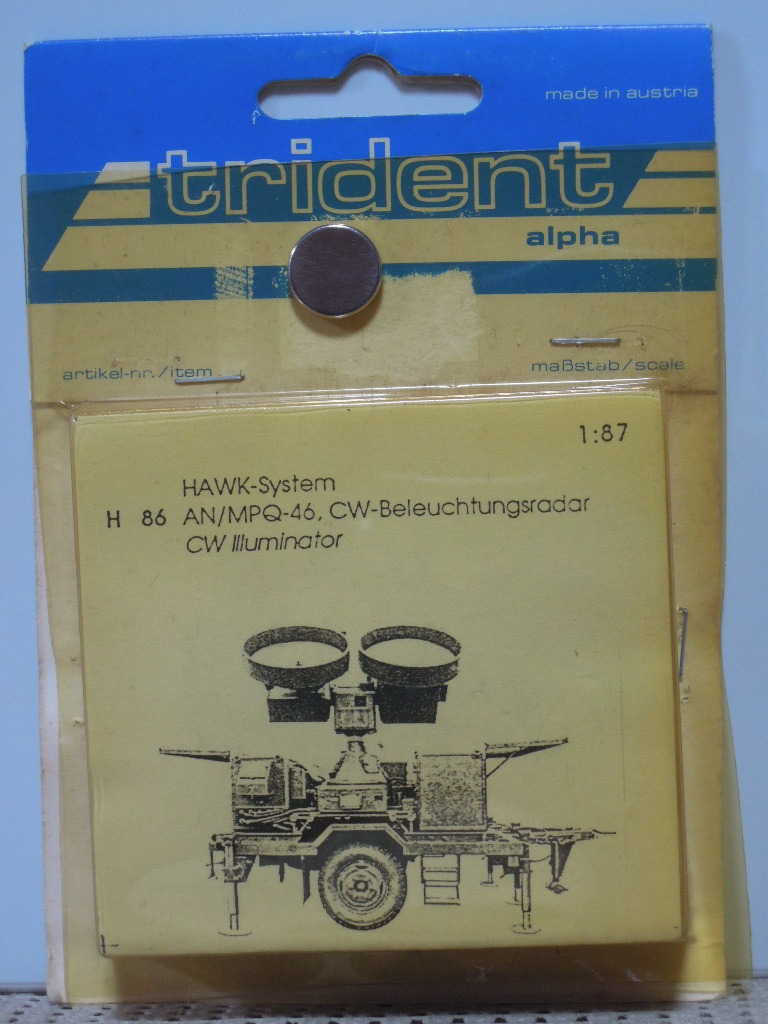 made in austria
trident
alpha
artikel-nr./item
maßstab/scale
1:87
HAWK-System
H 86 AN/MPQ-46, CW-Beleuchtungsradar
CW Illuminator